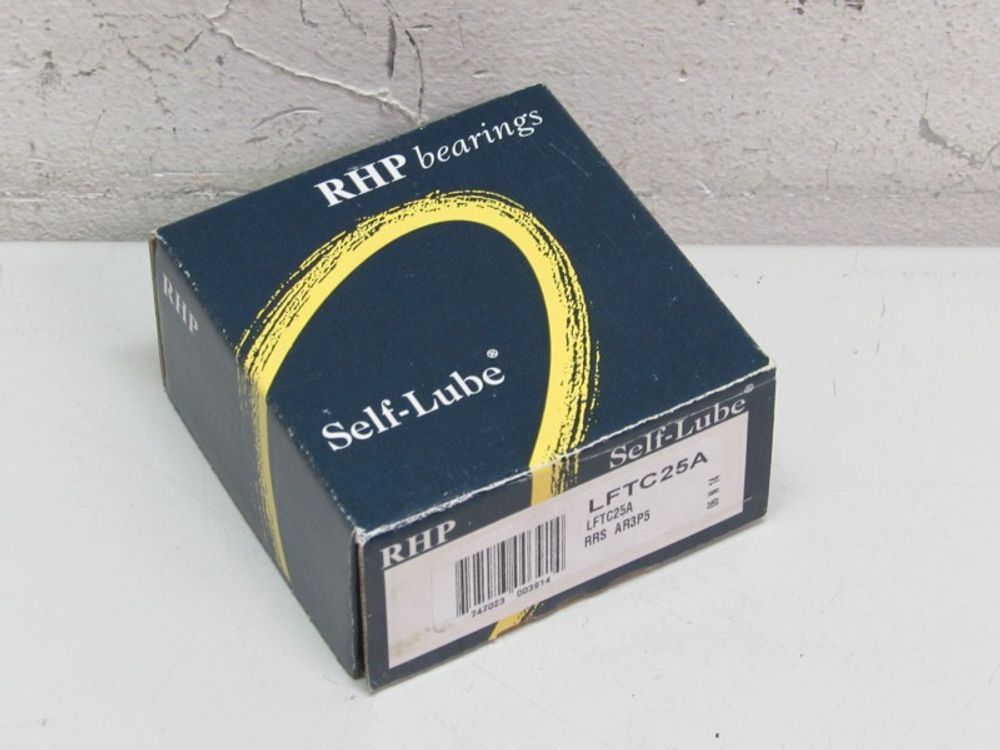 RHP bearings
RHP
Self-Lube®
Self-Lube®
RHP
LFTC25A
LFTC25A
RRS AR3P5
747023 003914